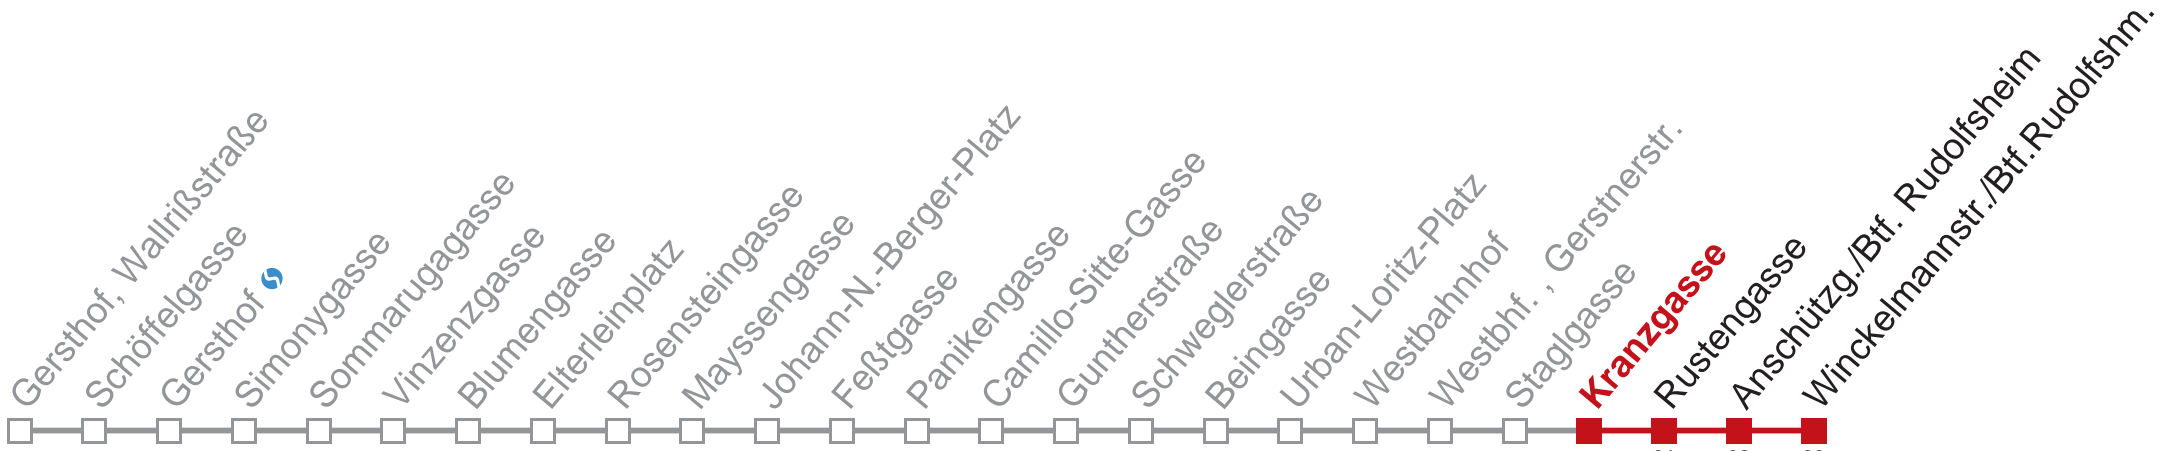 Gersthof, Wallrißstraße
Schöffelgasse
Gersthof
Simonygasse
Sommarugagasse
Vinzenzgasse
Blumengasse
Elterleinplatz
Rosensteingasse
Mayssengasse
Johann-N.-Berger-Platz
Feßtgasse
Panikengasse
Camillo-Sitte-Gasse
Guntherstraße
Schweglerstraße
Beingasse
Urban-Loritz-Platz
Westbahnhof
Westbhf. , Gerstnerstr.
Staglgasse
Kranzgasse
Rustengasse
Anschützg./Btf. Rudolfsheim
Winckelmannstr./Btf.Rudolfshm.